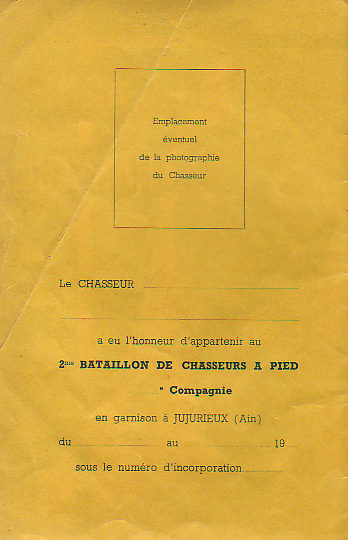 Emplacement
éventuel
de la photographie
du Chasseur
Le CHASSEUR
a eu l'honneur d'appartenir au
2me BATAILLON DE CHASSEURS A PIED
e Compagnie
en garnison à JUJURIEUX (Ain)
du au 19
sous le numéro d'incorporation